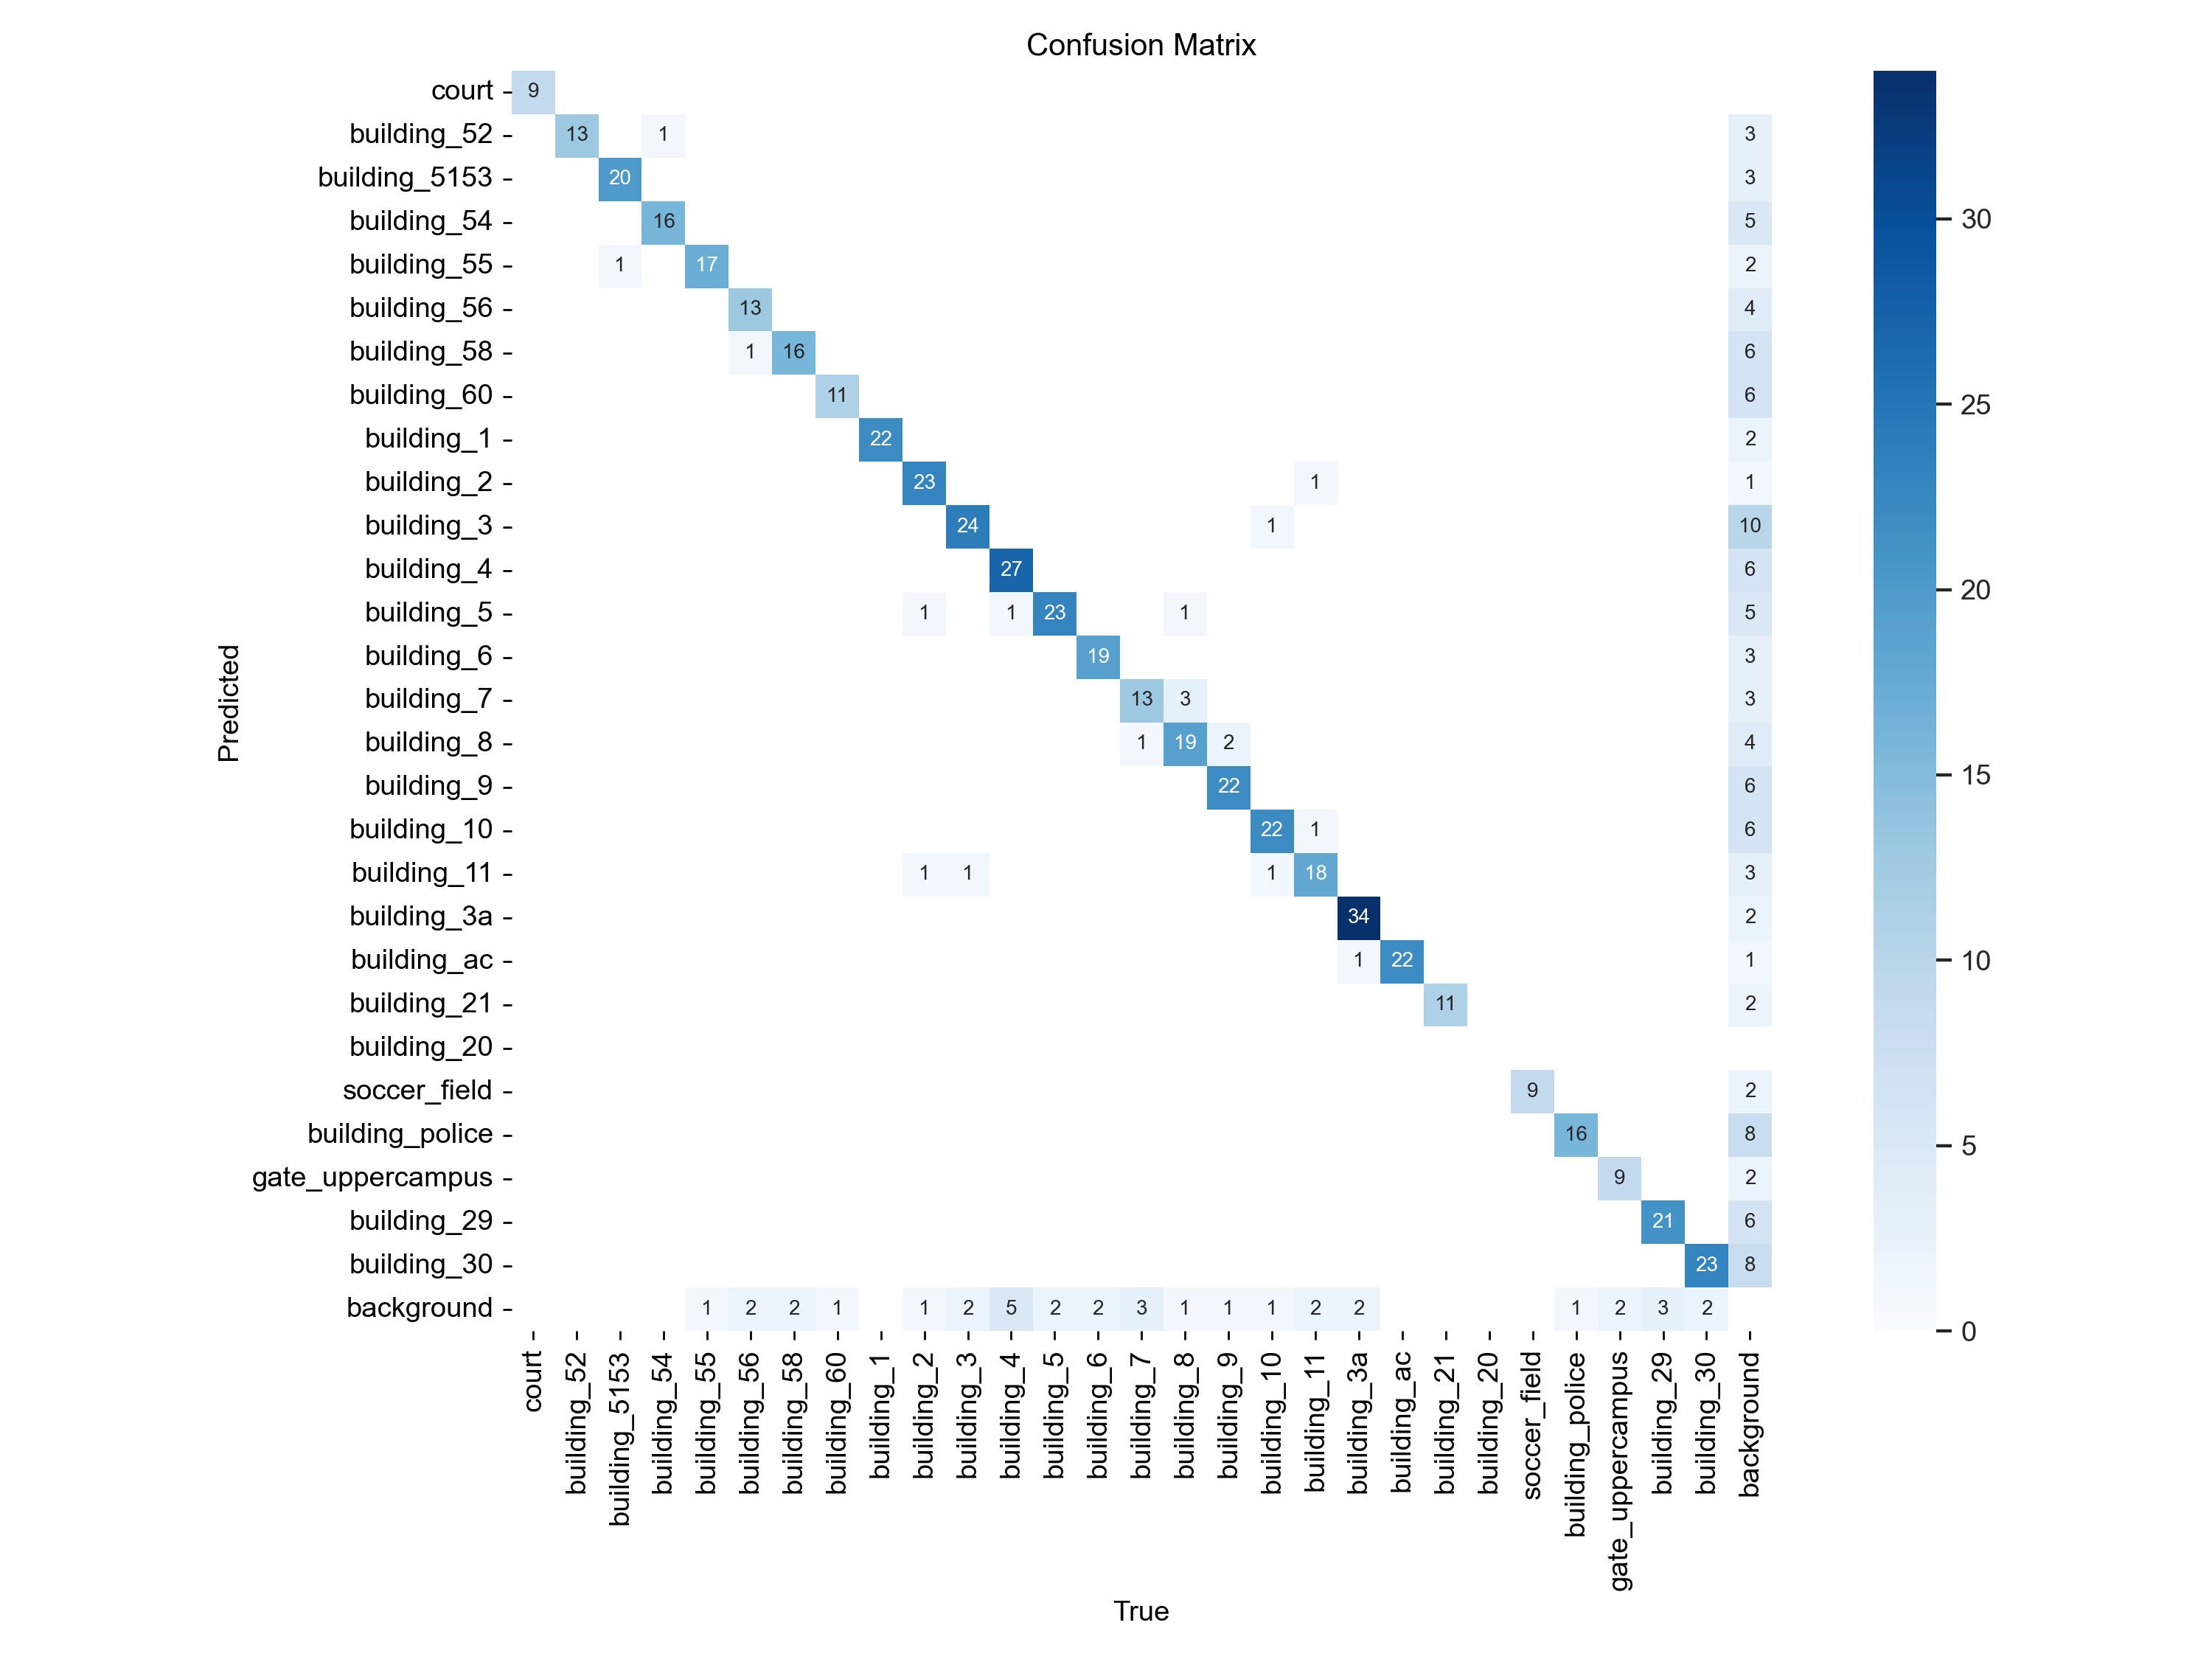 Confusion Matrix
court 9
building_52 13 1 3
building_5153 20 3
building_54 16 5
building_55 1 17 2
building_56 13 4
building_58 1 16 6
building_60 11 6
building_1 22 2
building_2 23 1 1
building_3 24 1 10
building_4 27 6
building_5 1 1 23 1 5
building_6 19 3
building_7 13 3 3
building_8 1 19 2 4
building_9 22 6
building_10 22 1 6
building_11 1 1 1 18 3
building_3a 34 2
building_ac 1 22 1
building_21 11 2
building_20
soccer_field 9 2
building_police 16 8
gate_uppercampus 9 2
building_29 21 6
building_30 23 8
background 1 2 2 1 1 2 5 2 2 3 1 1 1 2 2 1 2 3 2
Predicted
court
building_52
building_5153
building_54
building_55
building_56
building_58
building_60
building_1
building_2
building_3
building_4
building_5
building_6
building_7
building_8
building_9
building_10
building_11
building_3a
building_ac
building_21
building_20
soccer_field
building_police
gate_uppercampus
building_29
building_30
background
True
30
25
20
15
10
5
0